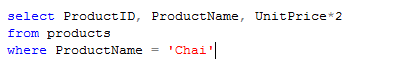 select ProductID, ProductName, UnitPrice*2
from products
where ProductName = 'Chai'